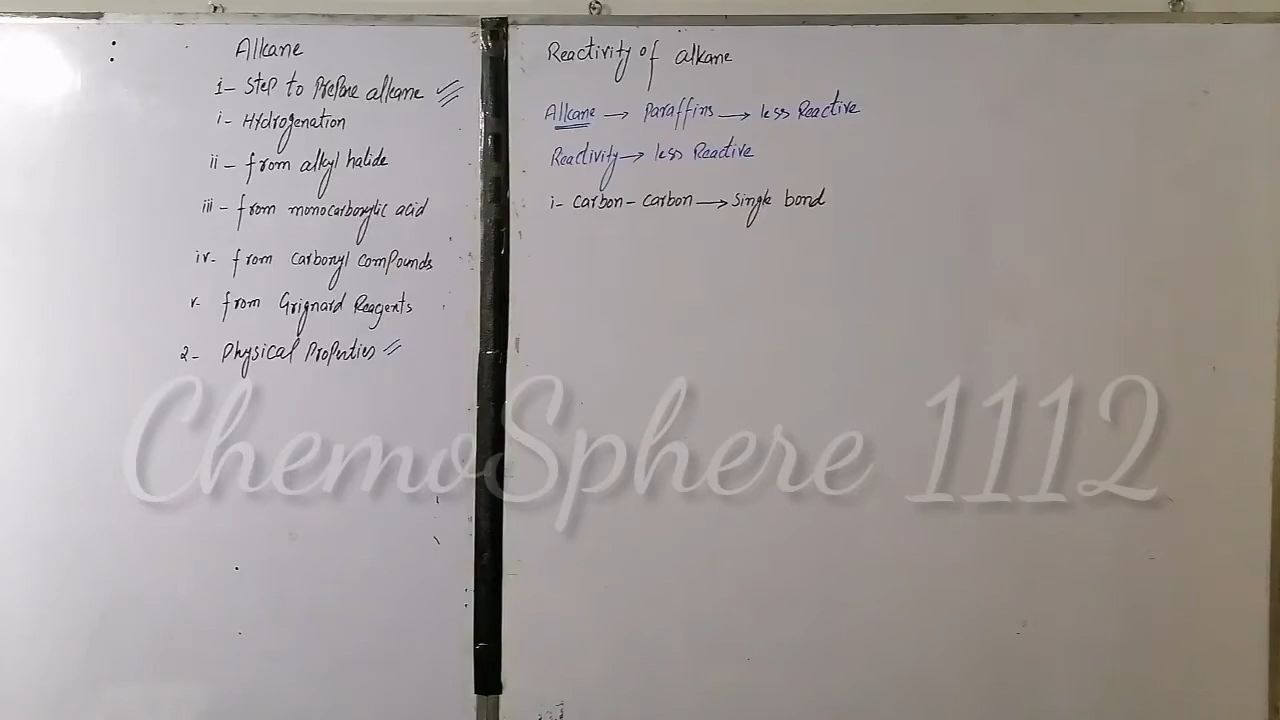 Alkane
1- Step to Prepare alkane
i- Hydrogenation
ii- from alkyl halide
iii- from monocarboxylic acid
iv- from carbonyl compounds
v- from Grignard Reagents
2- Physical Properties
Reactivity of alkane
Alkane → Paraffins → less Reactive
Reactivity → less Reactive
i- carbon-carbon → single bond
ChemoSphere 1112